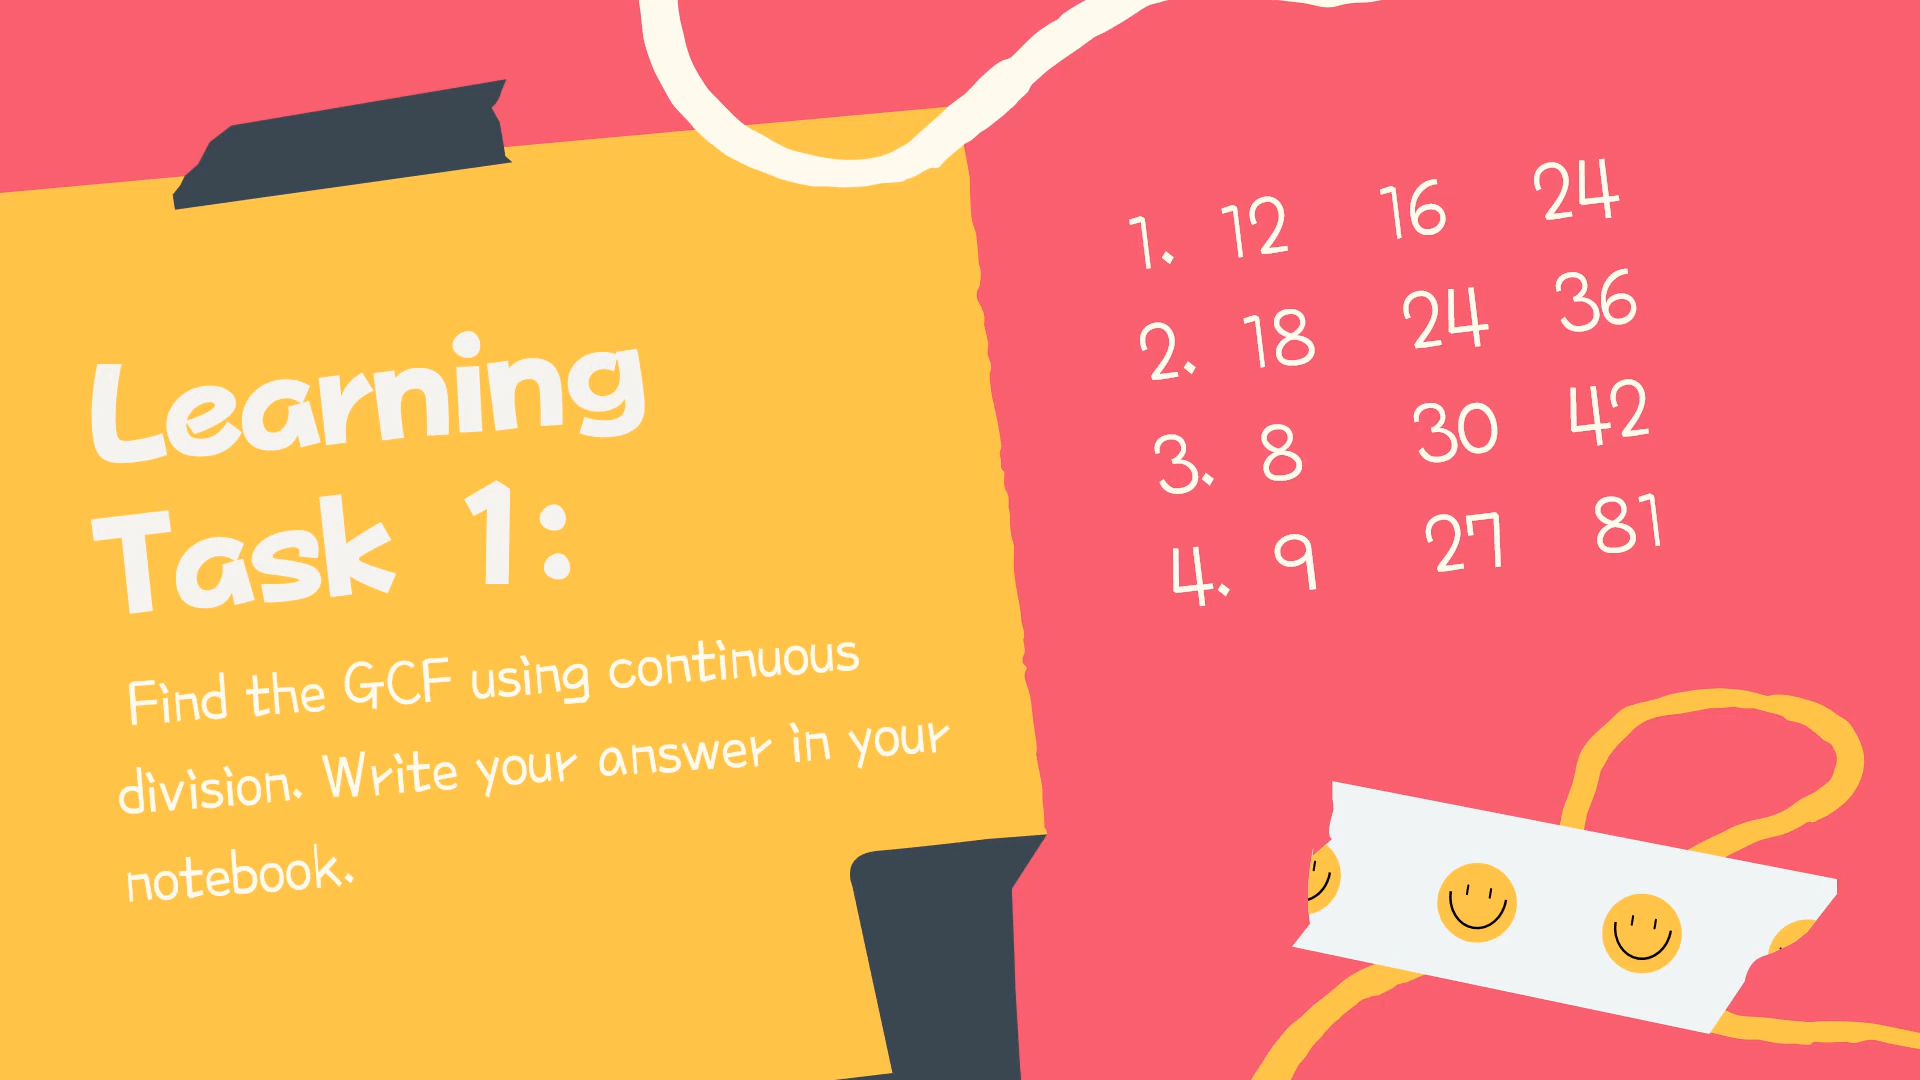 Learning
Task 1:
Find the GCF using continuous
division. Write your answer in your
notebook.
1. 12 16 24
2. 18 24 36
3. 8 30 42
4. 9 27 81